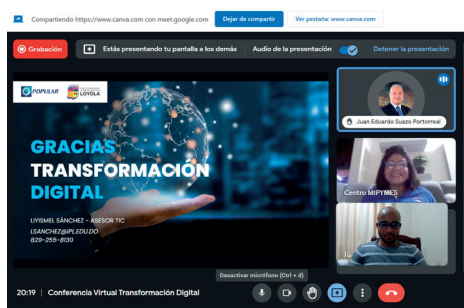 Compartiendo https://www.canva.com con meet.google.com
Dejar de compartir
Ver pestaña: www.canva.com
Grabación
Estás presentando tu pantalla a los demás
Audio de la presentación
Detener la presentación
POPULAR
LOYOLA
GRACIAS
TRANSFORMACIÓN
DIGITAL
LIYISMEL SÁNCHEZ - ASESOR TIC
LSANCHEZ@IPL.EDU.DO
829-255-8130
Juan Eduardo Suazo Portorreal
Centro MIPYMES
Tú
Desactivar micrófono (Ctrl + d)
20:19 | Conferencia Virtual Transformación Digital